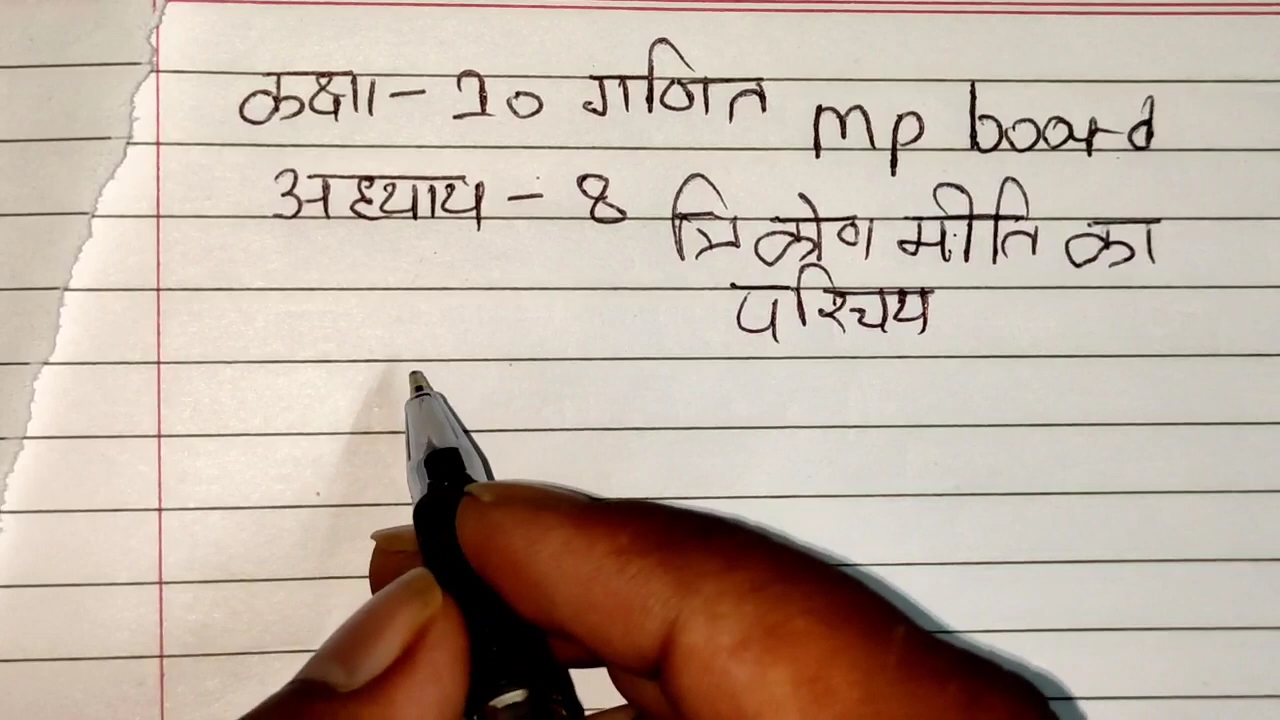 कक्षा - 10 गणित mp board
अध्याय - 8 त्रिकोणमीति का
परिचय